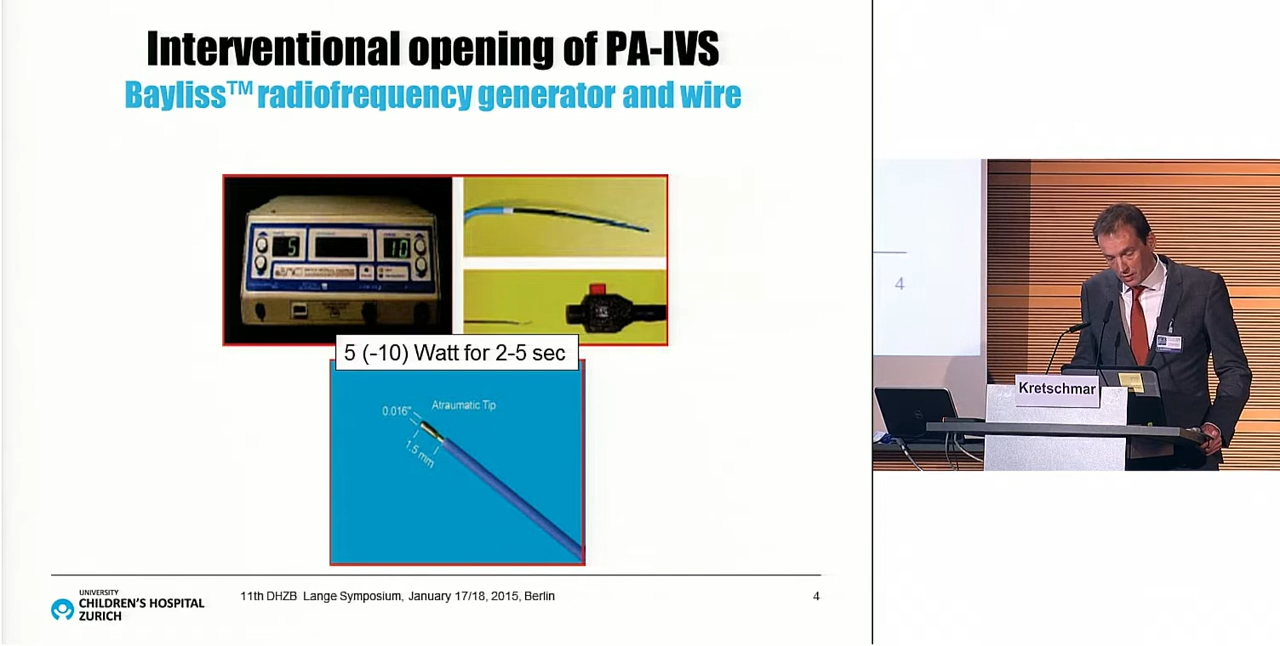 Interventional opening of PA-IVS
Bayliss™ radiofrequency generator and wire
5
10
5 (-10) Watt for 2-5 sec
0.016"
Atraumatic Tip
1.5 mm
UNIVERSITY
CHILDREN'S HOSPITAL
ZURICH
11th DHZB Lange Symposium, January 17/18, 2015, Berlin
4
4
Kretschmar